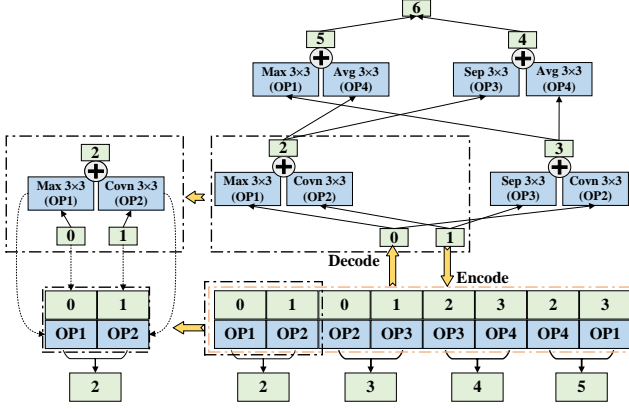 6
5
4
Max 3×3 (OP1)
Avg 3×3 (OP4)
Sep 3×3 (OP3)
Avg 3×3 (OP4)
2
2
3
Max 3×3 (OP1)
Covn 3×3 (OP2)
Max 3×3 (OP1)
Covn 3×3 (OP2)
Sep 3×3 (OP3)
Covn 3×3 (OP2)
0
1
0
1
Decode
Encode
0 1
0 1 0 1 2 3 2 3
OP1 OP2
OP1 OP2 OP2 OP3 OP3 OP4 OP4 OP1
2
2
3
4
5